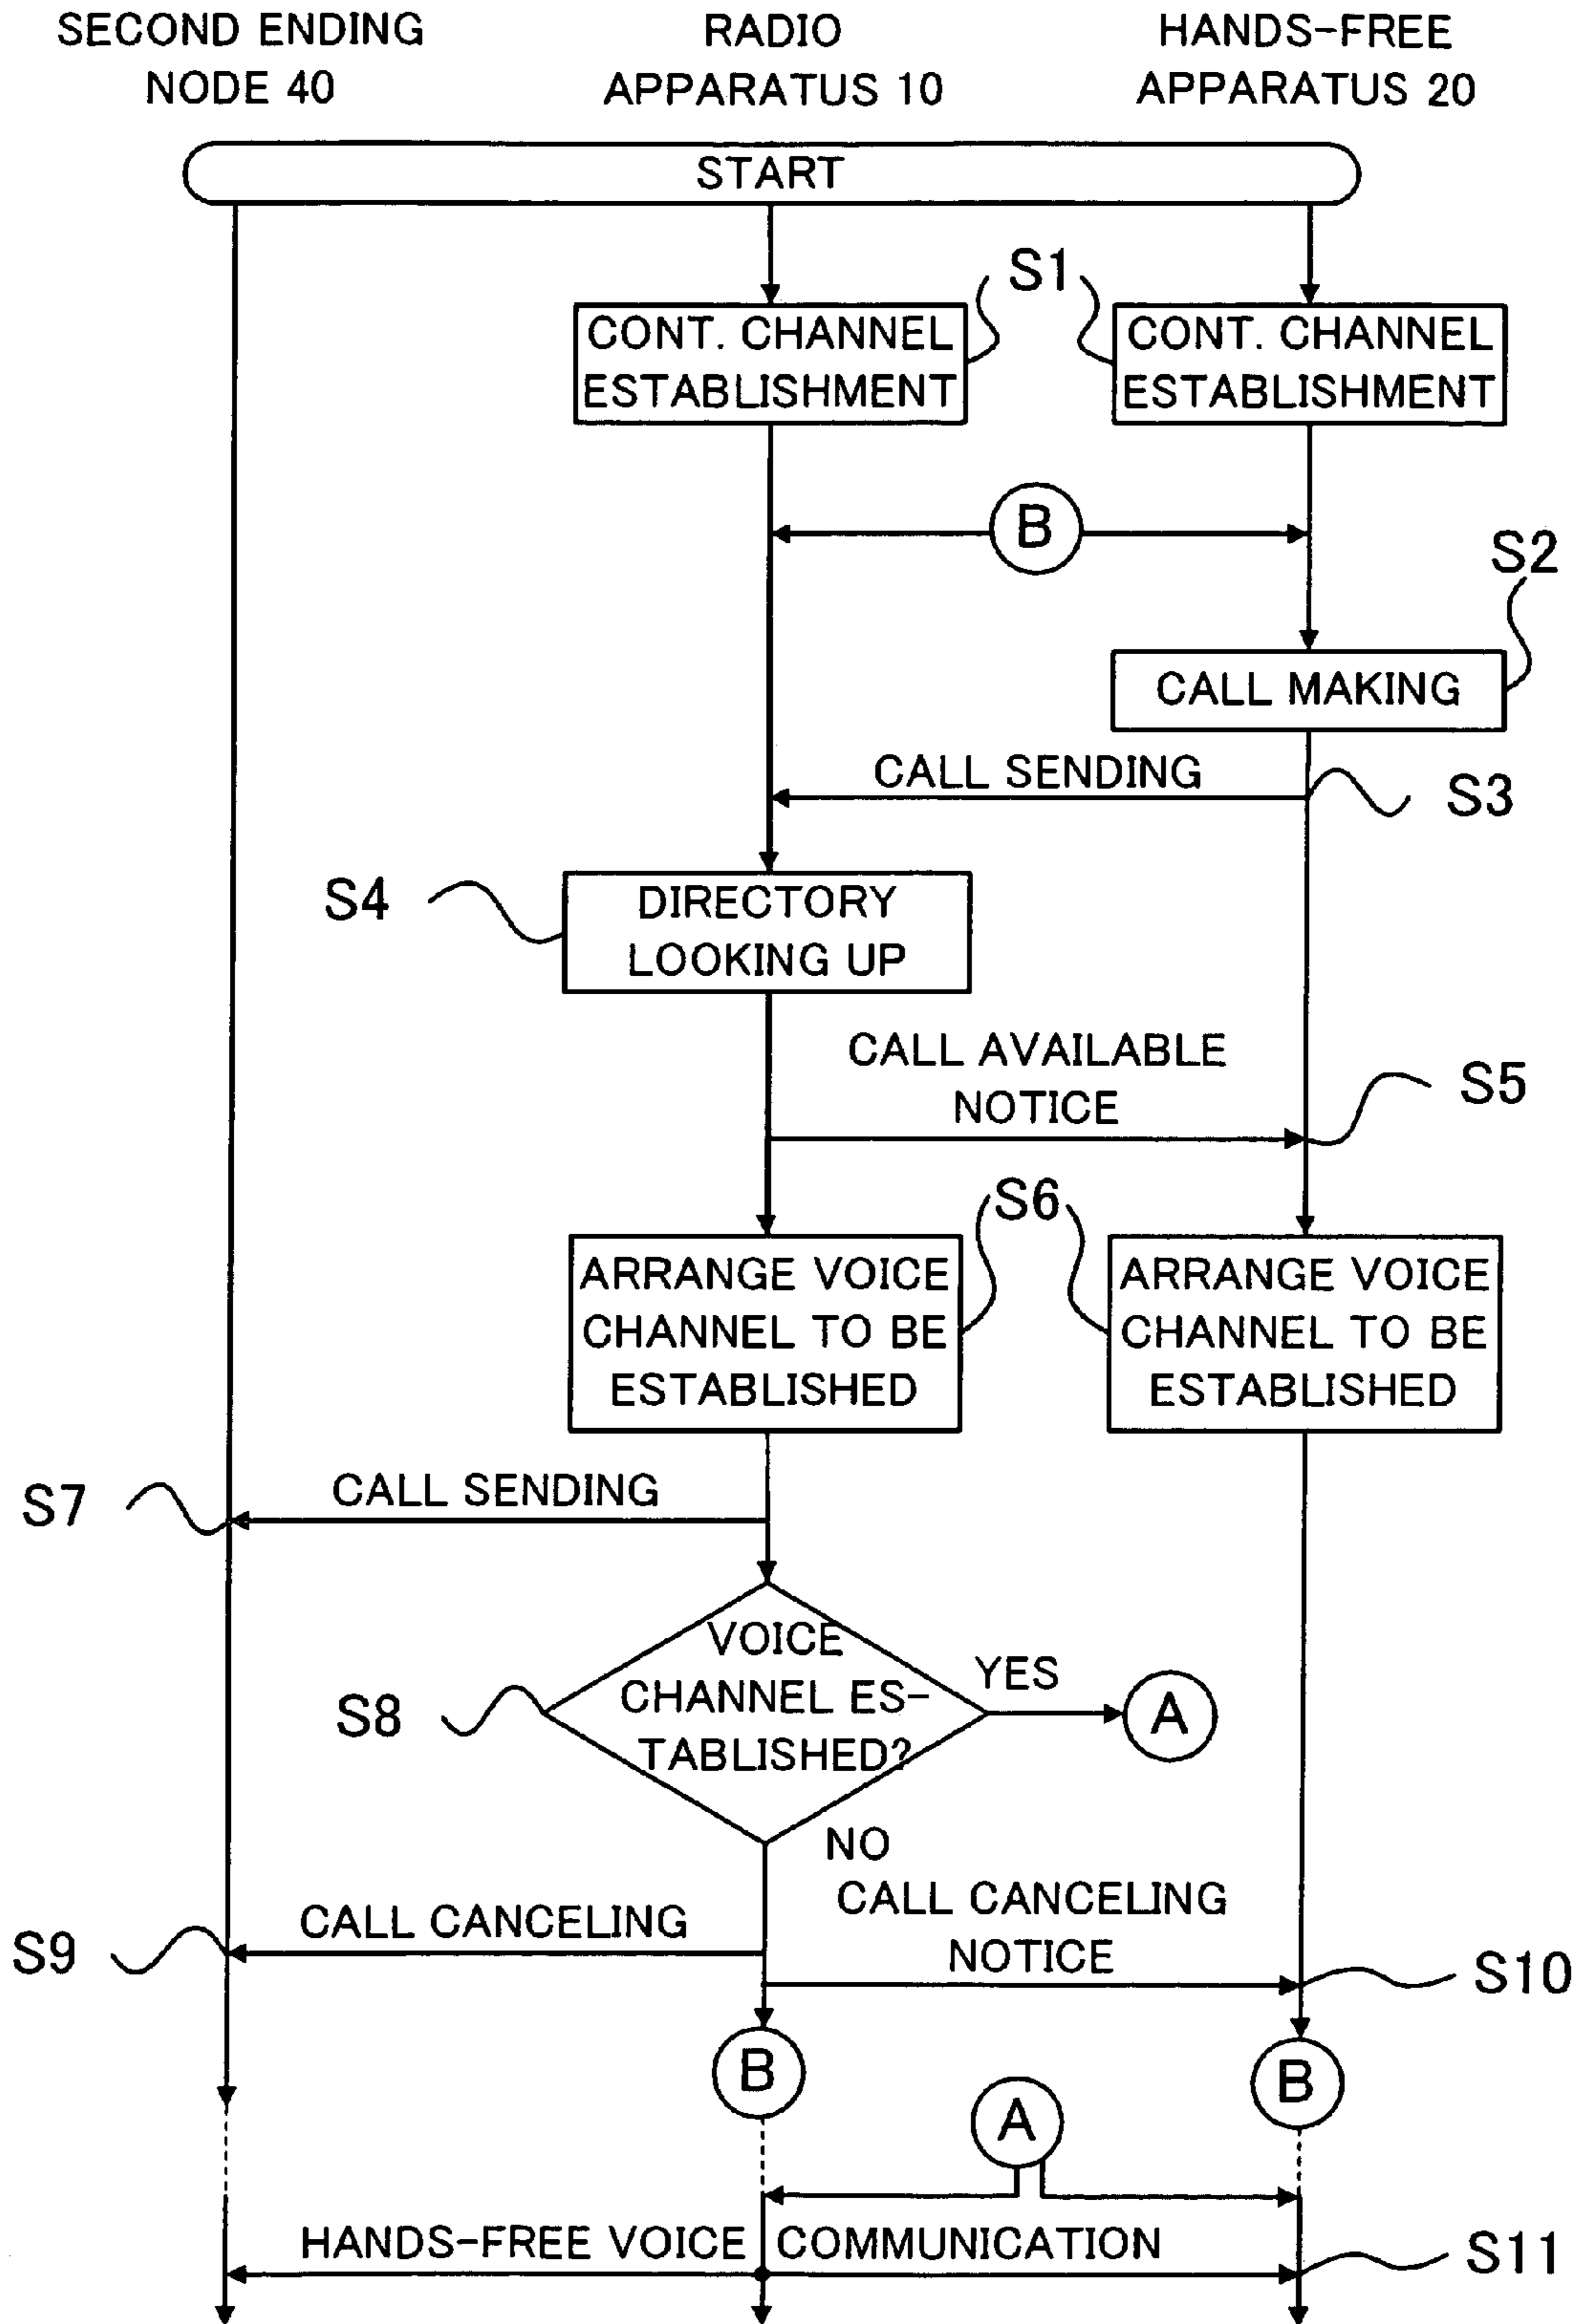 SECOND ENDING
NODE 40
RADIO
APPARATUS 10
HANDS-FREE
APPARATUS 20
START
S1
CONT. CHANNEL
ESTABLISHMENT
CONT. CHANNEL
ESTABLISHMENT
B
S2
CALL MAKING
CALL SENDING
S3
S4
DIRECTORY
LOOKING UP
CALL AVAILABLE
NOTICE
S5
S6
ARRANGE VOICE
CHANNEL TO BE
ESTABLISHED
ARRANGE VOICE
CHANNEL TO BE
ESTABLISHED
S7
CALL SENDING
S8
VOICE
CHANNEL ES-
TABLISHED?
YES
A
NO
CALL CANCELING
NOTICE
CALL CANCELING
S9
S10
B
B
A
HANDS-FREE VOICE COMMUNICATION
S11